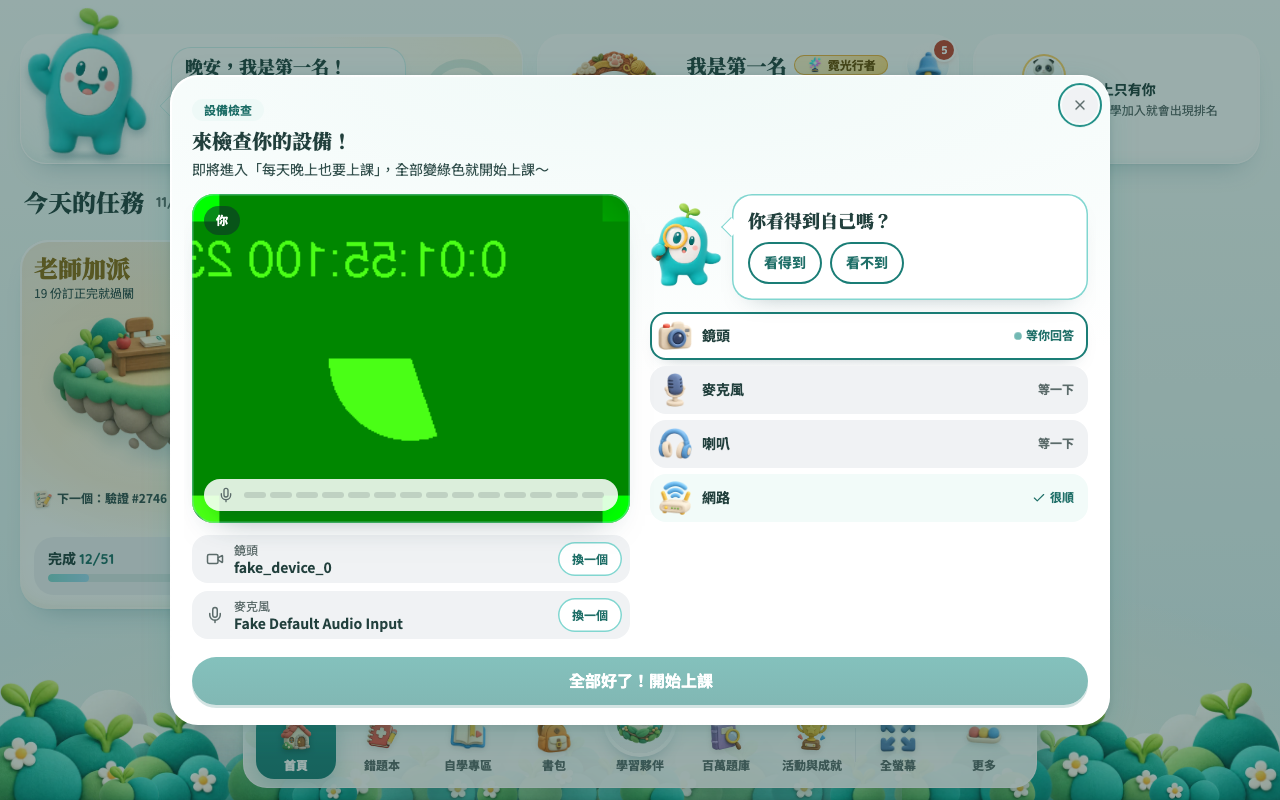 晚安，我是第一名！
我是第一名
霓光行者
5
上只有你
學加入就會出現排名
設備檢查
來檢查你的設備！
即將進入「每天晚上也要上課」，全部變綠色就開始上課～
今天的任務 11/
老師加派
19 份訂正完就過關
下一個：驗證 #2746
完成 12/51
你
0:01:55:100 23
你看得到自己嗎？
看得到
看不到
鏡頭
等你回答
麥克風
等一下
喇叭
等一下
網路
很順
鏡頭
fake_device_0
換一個
麥克風
Fake Default Audio Input
換一個
全部好了！開始上課
首頁
錯題本
自學專區
書包
學習夥伴
百萬題庫
活動與成就
全螢幕
更多